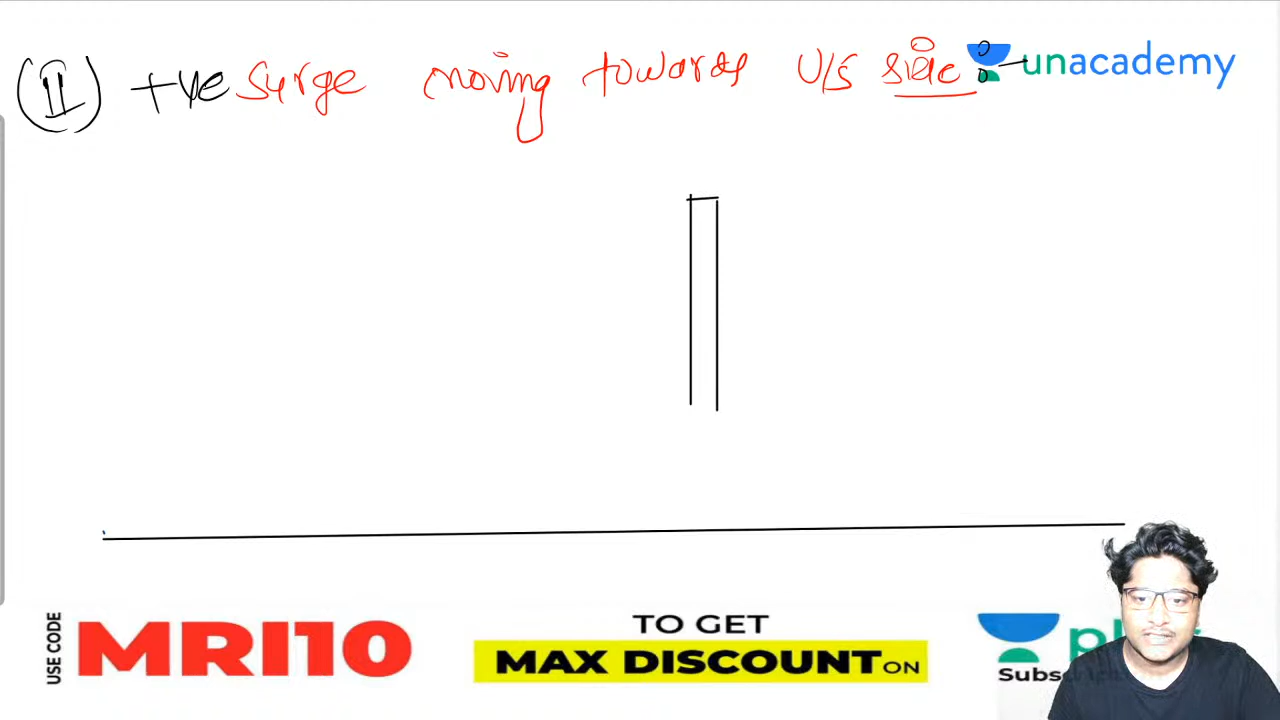 (II) +ve Surge moving towards U/S side :- unacademy
USE CODE
MRI10
TO GET
MAX DISCOUNT ON